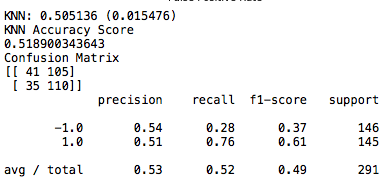 KNN: 0.505136 (0.015476)
KNN Accuracy Score
0.518900343643
Confusion Matrix
[[ 41 105]
[ 35 110]]
precision recall f1-score support
-1.0 0.54 0.28 0.37 146
1.0 0.51 0.76 0.61 145
avg / total 0.53 0.52 0.49 291